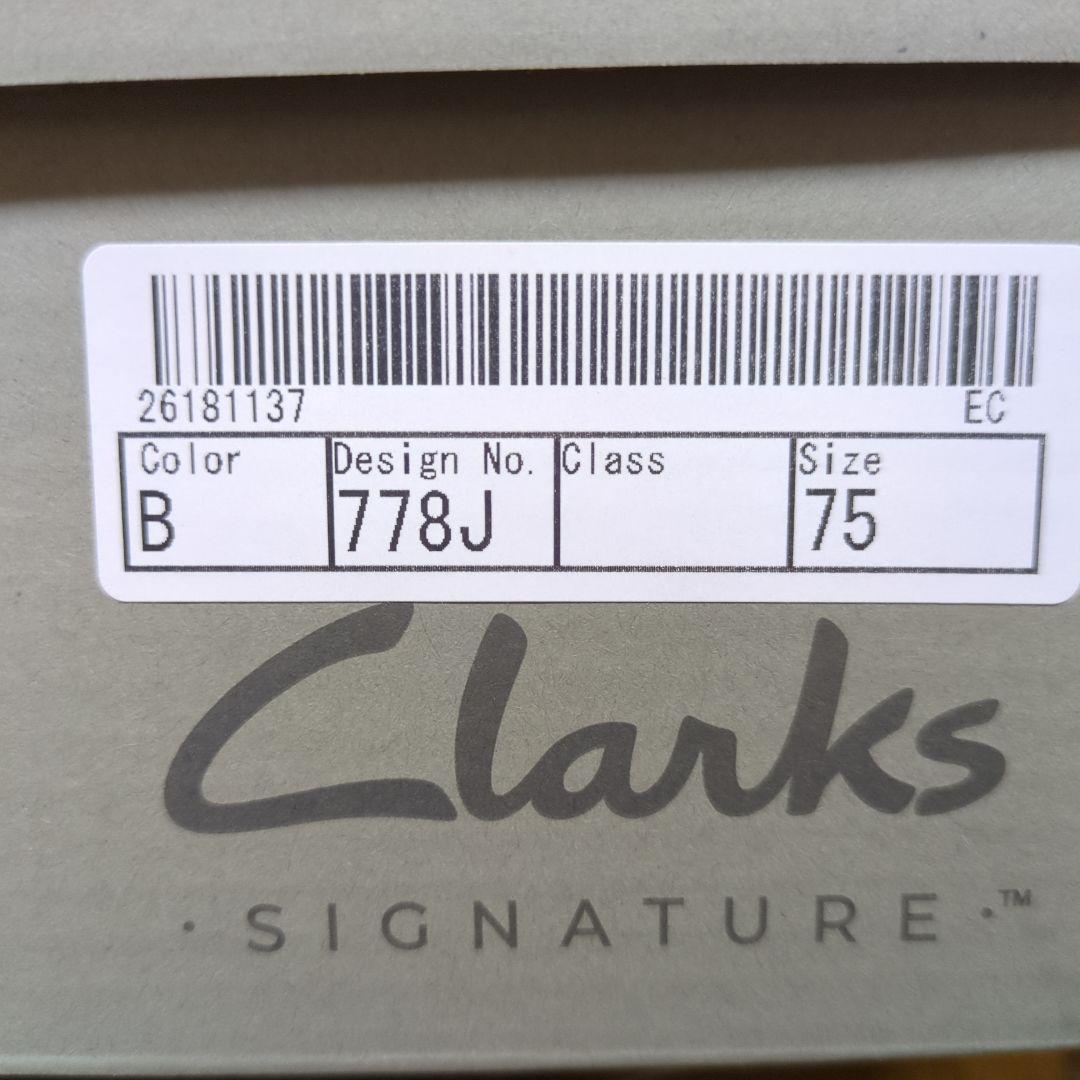 26181137 EC
Color Design No. Class Size
B 778J 75
Clarks
· SIGNATURE ·™